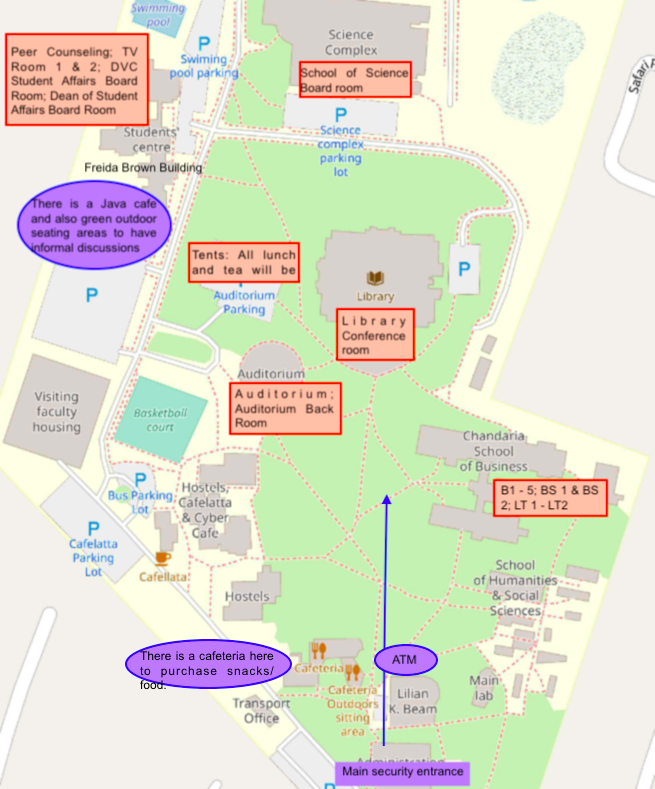 Swimming
pool
P
Swiming
pool parking
Science
Complex
Peer Counseling; TV
Room 1 & 2; DVC
Student Affairs Board
Room; Dean of Student
Affairs Board Room
School of Science
Board room
P
Science
complex
parking
lot
Safari
Students'
centre
Freida Brown Building
There is a Java cafe
and also green outdoor
seating areas to have
informal discussions
Tents: All lunch
and tea will be
P
P
Auditorium
Parking
Library
Library
Conference
room
Auditorium
Auditorium;
Auditorium Back
Room
Visiting
faculty
housing
Basketball
court
Chandaria
School
of Business
B1 - 5; BS 1 & BS
2; LT 1 - LT2
P
Bus Parking
Lot
Hostels,
Cafelatta
& Cyber
Cafe
P
Cafelatta
Parking
Lot
Cafellata
School
of Humanities
& Social
Sciences
Hostels
There is a cafeteria here
to purchase snacks/
food.
Cafeteria
ATM
Cafeteria
Outdoors
sitting
area
Lilian
K. Beam
Main
lab
Transport
Office
Main security entrance
P